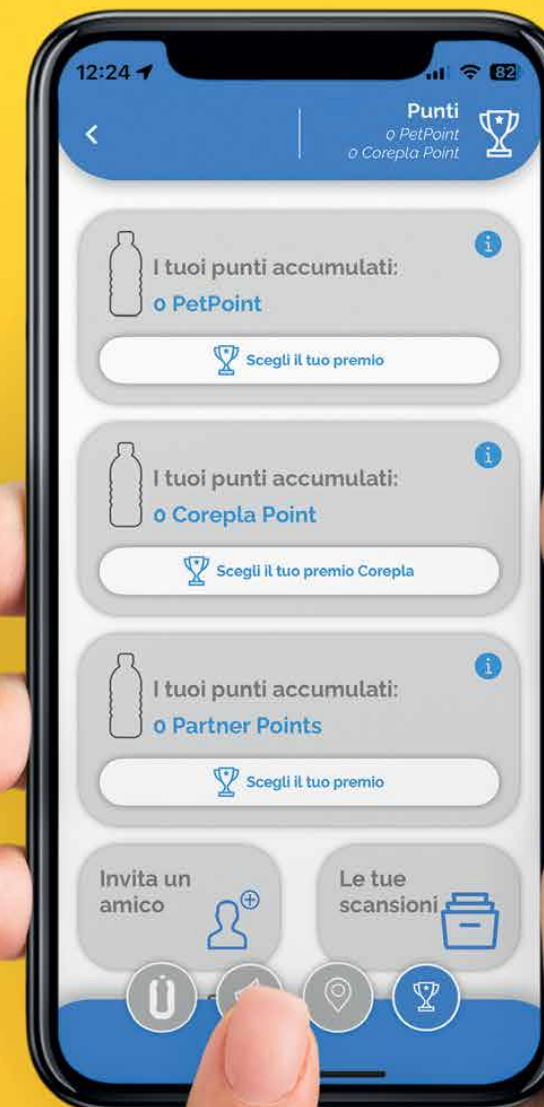 12:24
82
Punti
0 PetPoint
0 Corepla Point
I tuoi punti accumulati:
0 PetPoint
Scegli il tuo premio
I tuoi punti accumulati:
0 Corepla Point
Scegli il tuo premio Corepla
I tuoi punti accumulati:
0 Partner Points
Scegli il tuo premio
Invita un
amico
Le tue
scansioni